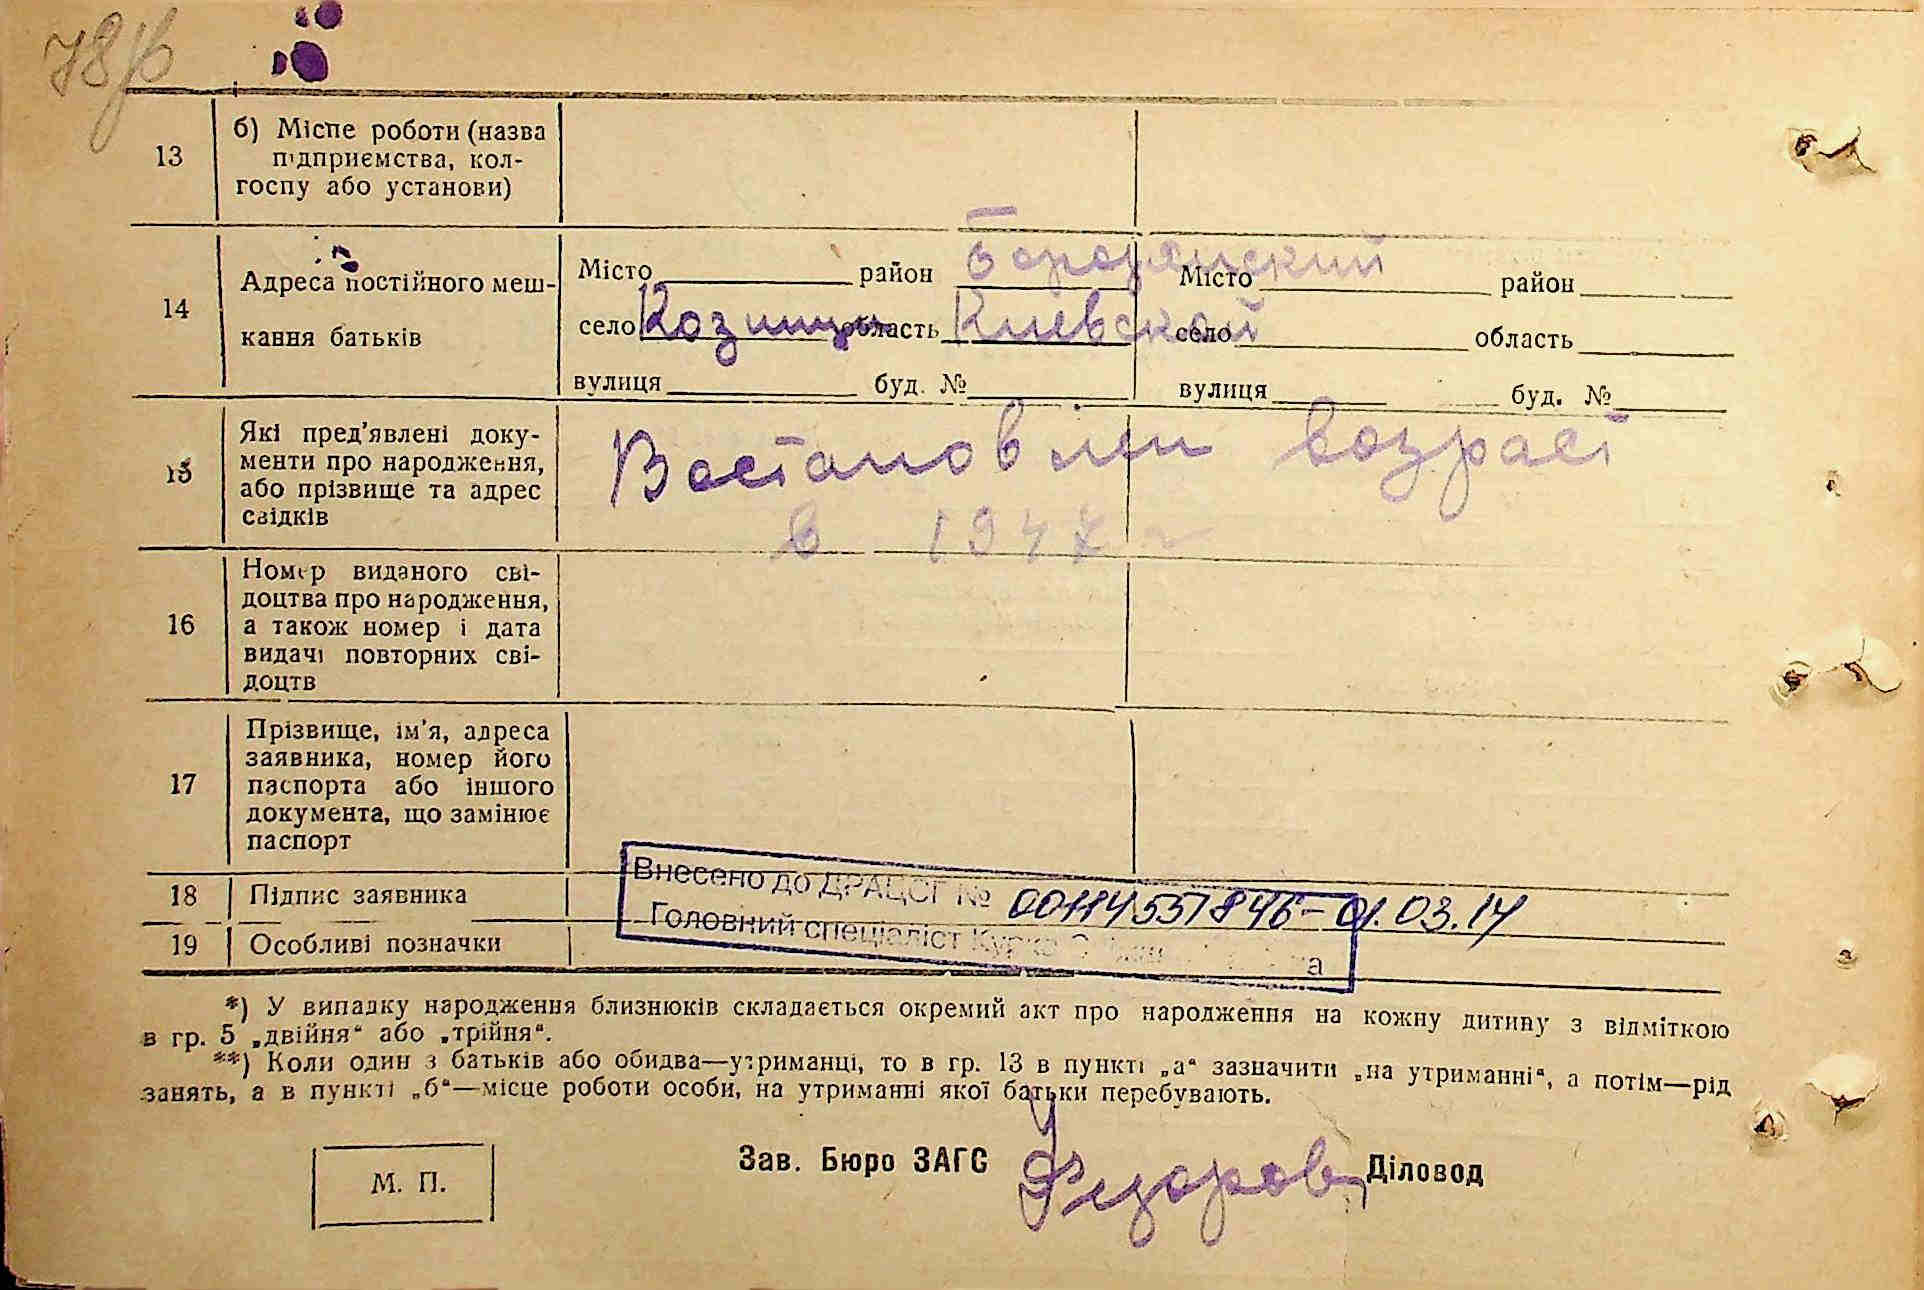 78
13
б) Місце роботи (назва
підприємства, кол-
госпу або установи)
14
Адреса постійного меш-
кання батьків
Місто район Бородянский
село Козинци область Киевской
вулиця буд. №
Місто район
село область
вулиця буд. №
15
Які пред'явлені доку-
менти про народження,
або прізвище та адрес
свідків
Востановлен возраст
в 1947 г
16
Номер виданого сві-
доцтва про народження,
а також номер і дата
видачі повторних сві-
доцтв
17
Прізвище, ім'я, адреса
заявника, номер його
паспорта або іншого
документа, що замінює
паспорт
18 Підпис заявника
19 Особливі позначки
Внесено до ДРАЦСГ № 00114557846-01.03.14
Головний спеціаліст
*) У випадку народження близнюків складається окремий акт про народження на кожну дитину з відміткою
в гр. 5 „двійня“ або „трійня“.
**) Коли один з батьків або обидва—утриманці, то в гр. 13 в пункті „а“ зазначити „на утриманні“, а потім—рід
занять, а в пункті „б“—місце роботи особи, на утриманні якої батьки перебувають.
М. П.
Зав. Бюро ЗАГС
Діловод